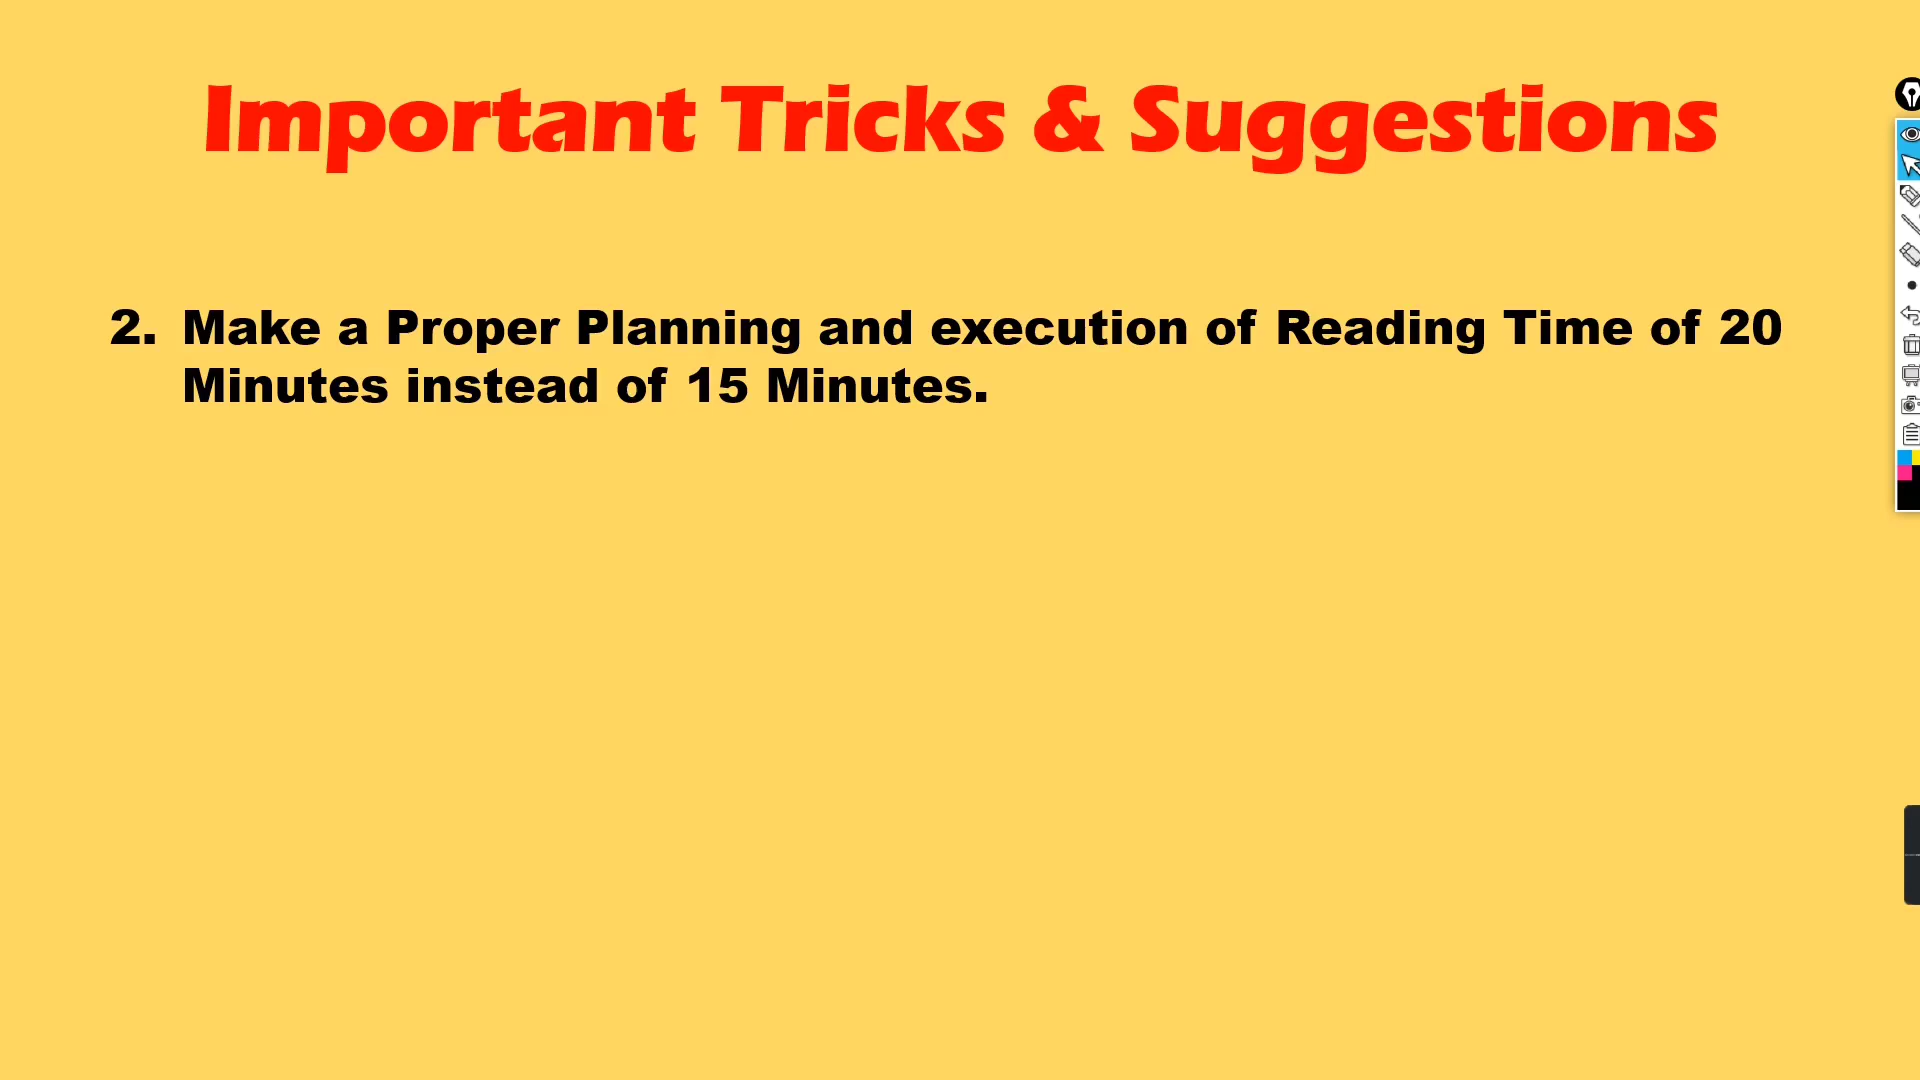 Important Tricks & Suggestions
2. Make a Proper Planning and execution of Reading Time of 20
Minutes instead of 15 Minutes.